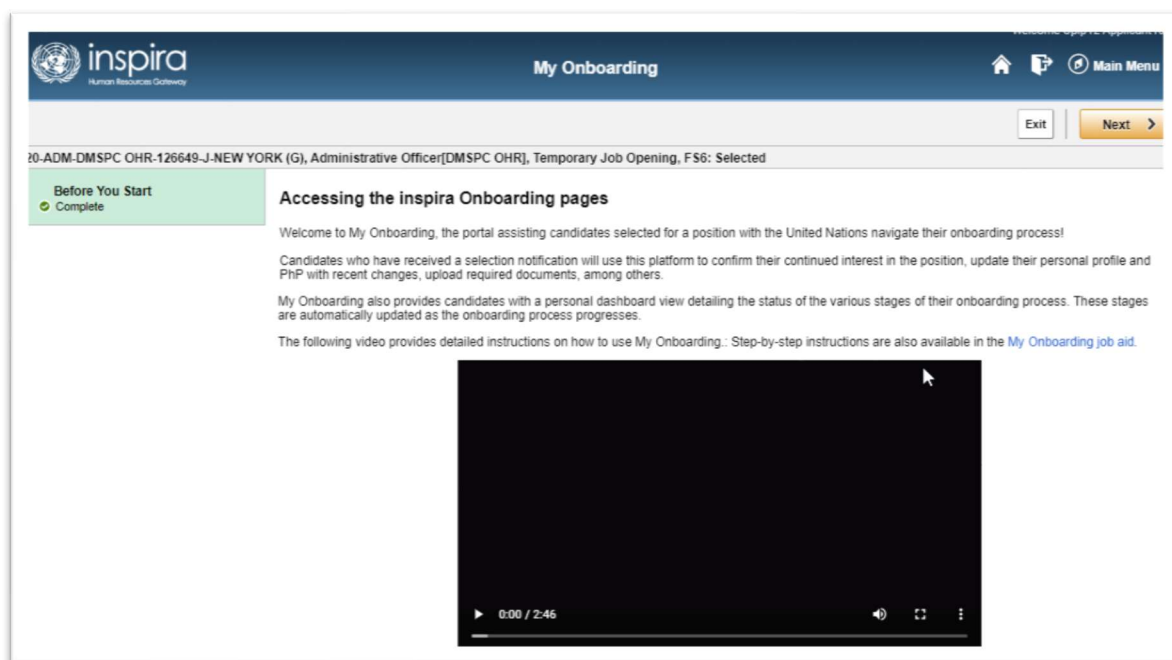 inspira
Human Resources Gateway
My Onboarding
Main Menu
Exit
Next
20-ADM-DMSPC OHR-126649-J-NEW YORK (G), Administrative Officer[DMSPC OHR], Temporary Job Opening, FS6: Selected
Before You Start
Complete
Accessing the inspira Onboarding pages
Welcome to My Onboarding, the portal assisting candidates selected for a position with the United Nations navigate their onboarding process!
Candidates who have received a selection notification will use this platform to confirm their continued interest in the position, update their personal profile and
PhP with recent changes, upload required documents, among others.
My Onboarding also provides candidates with a personal dashboard view detailing the status of the various stages of their onboarding process. These stages
are automatically updated as the onboarding process progresses.
The following video provides detailed instructions on how to use My Onboarding.: Step-by-step instructions are also available in the My Onboarding job aid.
0:00 / 2:46